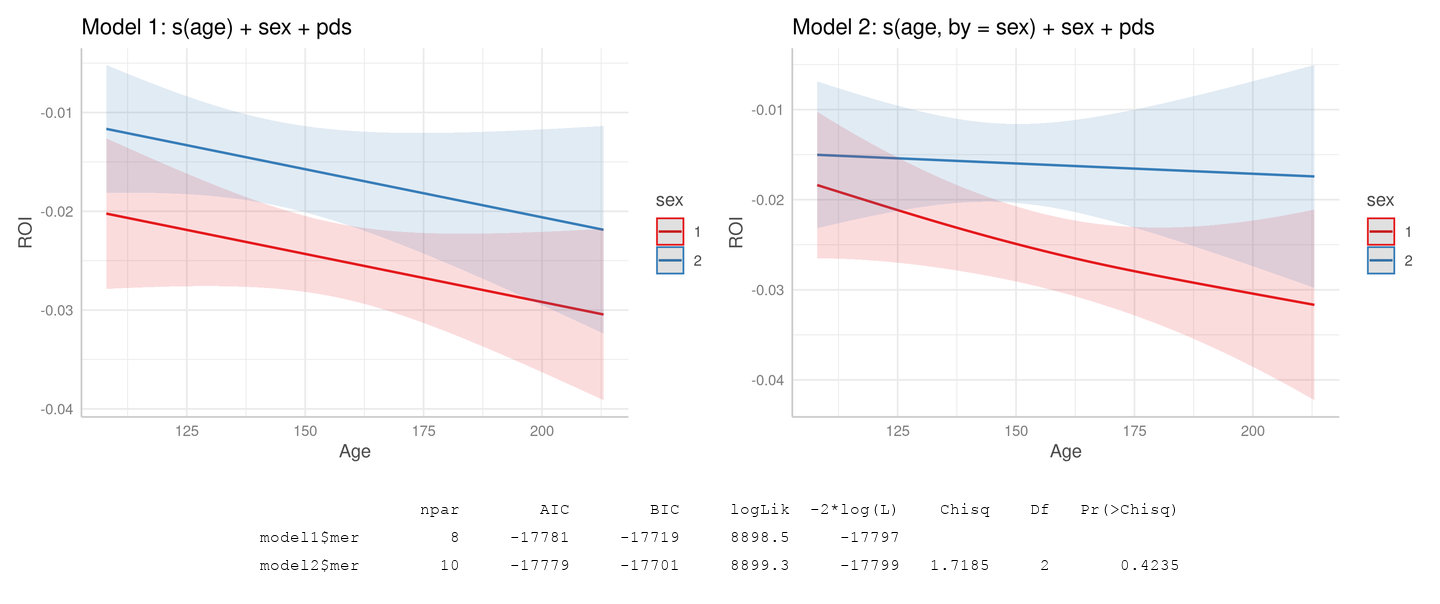 Model 1: s(age) + sex + pds
-0.01
-0.02
-0.03
-0.04
ROI
125 150 175 200
Age
sex
1
2
Model 2: s(age, by = sex) + sex + pds
-0.01
-0.02
-0.03
-0.04
ROI
125 150 175 200
Age
sex
1
2
npar AIC BIC logLik -2*log(L) Chisq Df Pr(>Chisq)
model1$mer 8 -17781 -17719 8898.5 -17797
model2$mer 10 -17779 -17701 8899.3 -17799 1.7185 2 0.4235